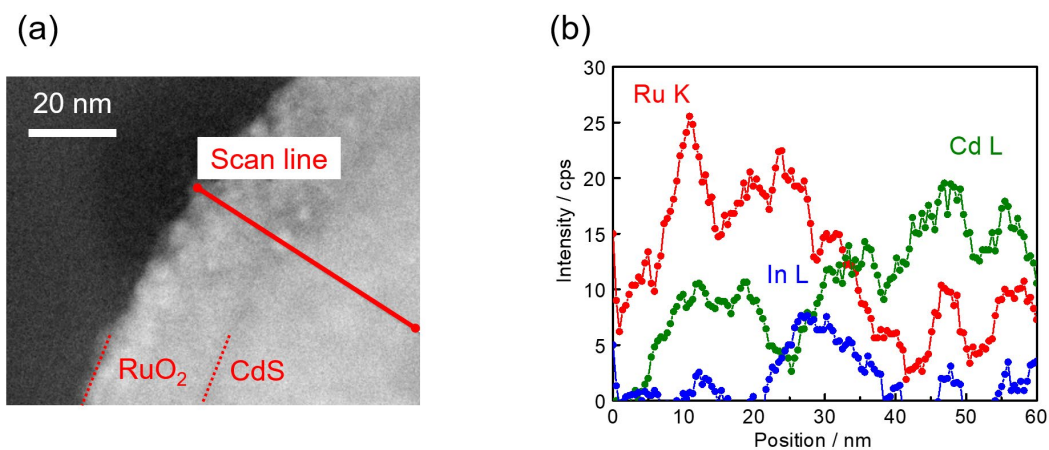 (a)
20 nm
Scan line
RuO₂
CdS
(b)
30
25
20
15
10
5
0
Intensity / cps
Ru K
Cd L
In L
0 10 20 30 40 50 60
Position / nm